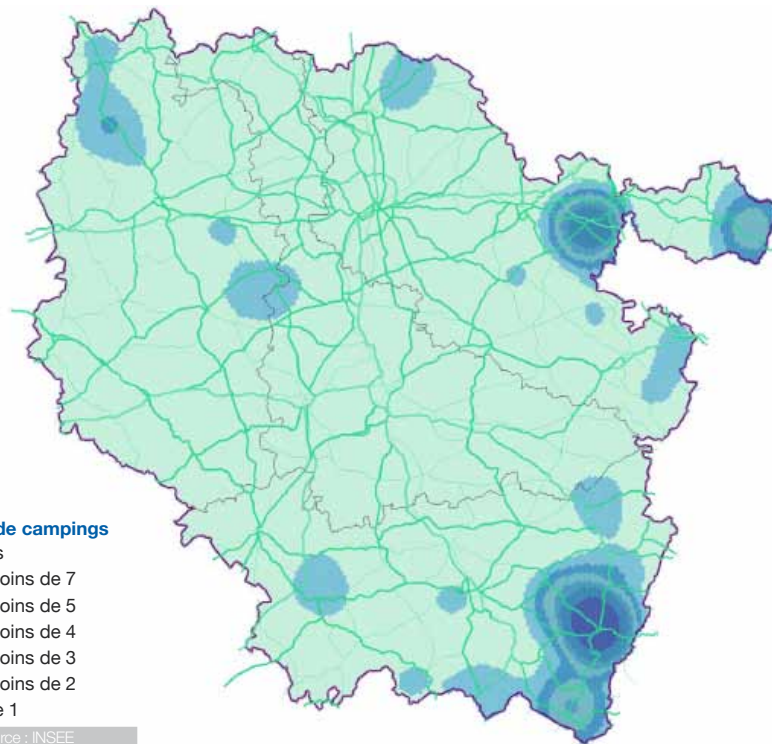 de campings
s
oins de 7
oins de 5
oins de 4
oins de 3
oins de 2
e 1
rce : INSEE